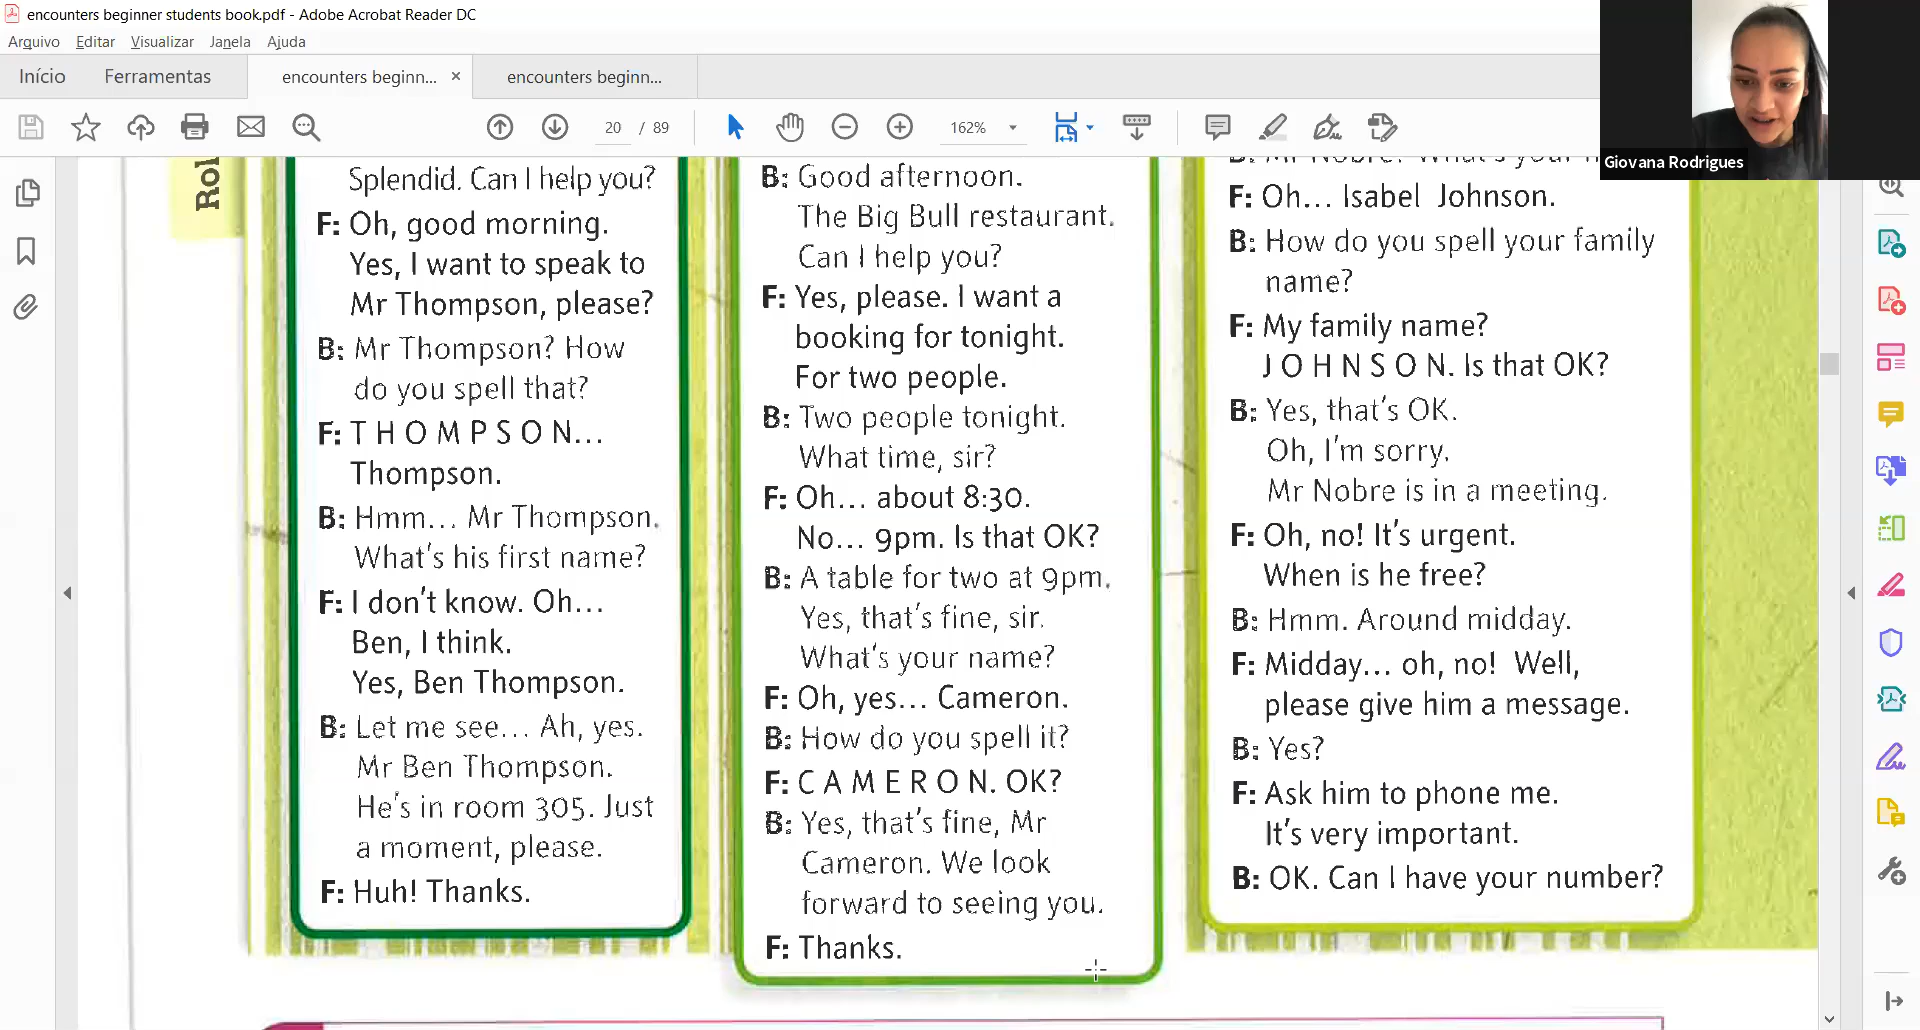 encounters beginner students book.pdf - Adobe Acrobat Reader DC
Arquivo Editar Visualizar Janela Ajuda
Início Ferramentas encounters beginn... × encounters beginn...
20 / 89 162%
Giovana Rodrigues
Rol
Splendid. Can I help you?
F: Oh, good morning.
Yes, I want to speak to
Mr Thompson, please?
B: Mr Thompson? How
do you spell that?
F: T H O M P S O N...
Thompson.
B: Hmm... Mr Thompson.
What's his first name?
F: I don't know. Oh...
Ben, I think.
Yes, Ben Thompson.
B: Let me see... Ah, yes.
Mr Ben Thompson.
He's in room 305. Just
a moment, please.
F: Huh! Thanks.
B: Good afternoon.
The Big Bull restaurant.
Can I help you?
F: Yes, please. I want a
booking for tonight.
For two people.
B: Two people tonight.
What time, sir?
F: Oh... about 8:30.
No... 9pm. Is that OK?
B: A table for two at 9pm.
Yes, that's fine, sir.
What's your name?
F: Oh, yes... Cameron.
B: How do you spell it?
F: C A M E R O N. OK?
B: Yes, that's fine, Mr
Cameron. We look
forward to seeing you.
F: Thanks.
B: Mr Nobre? What's your
F: Oh... Isabel Johnson.
B: How do you spell your family
name?
F: My family name?
J O H N S O N. Is that OK?
B: Yes, that's OK.
Oh, I'm sorry.
Mr Nobre is in a meeting.
F: Oh, no! It's urgent.
When is he free?
B: Hmm. Around midday.
F: Midday... oh, no! Well,
please give him a message.
B: Yes?
F: Ask him to phone me.
It's very important.
B: OK. Can I have your number?